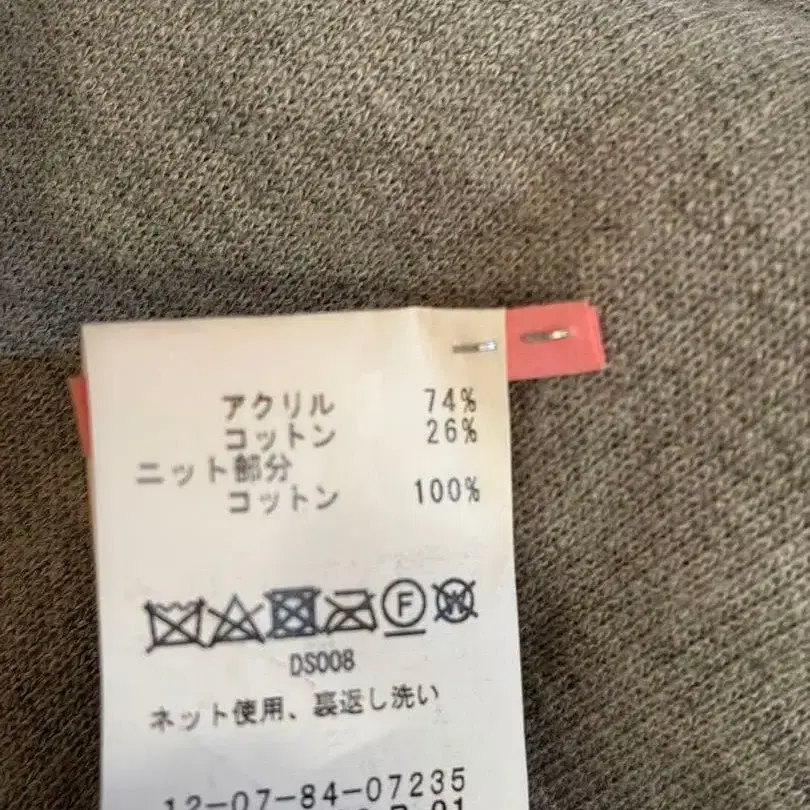 アクリル 74%
コットン 26%
ニット部分
コットン 100%
F W
DS008
ネット使用、裏返し洗い
12-07-84-07235